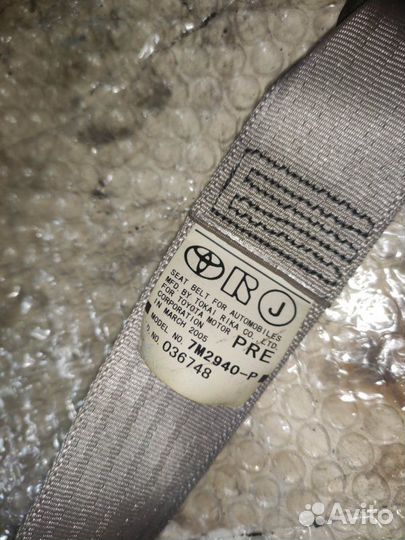 J
SEAT BELT FOR AUTOMOBILES
MFD BY TOKAI RIKA CO., LTD.
FOR TOYOTA MOTOR
CORPORATION PRE
IN MARCH 2005
MODEL NO. 7M2940-P
NO. 036748
Avito